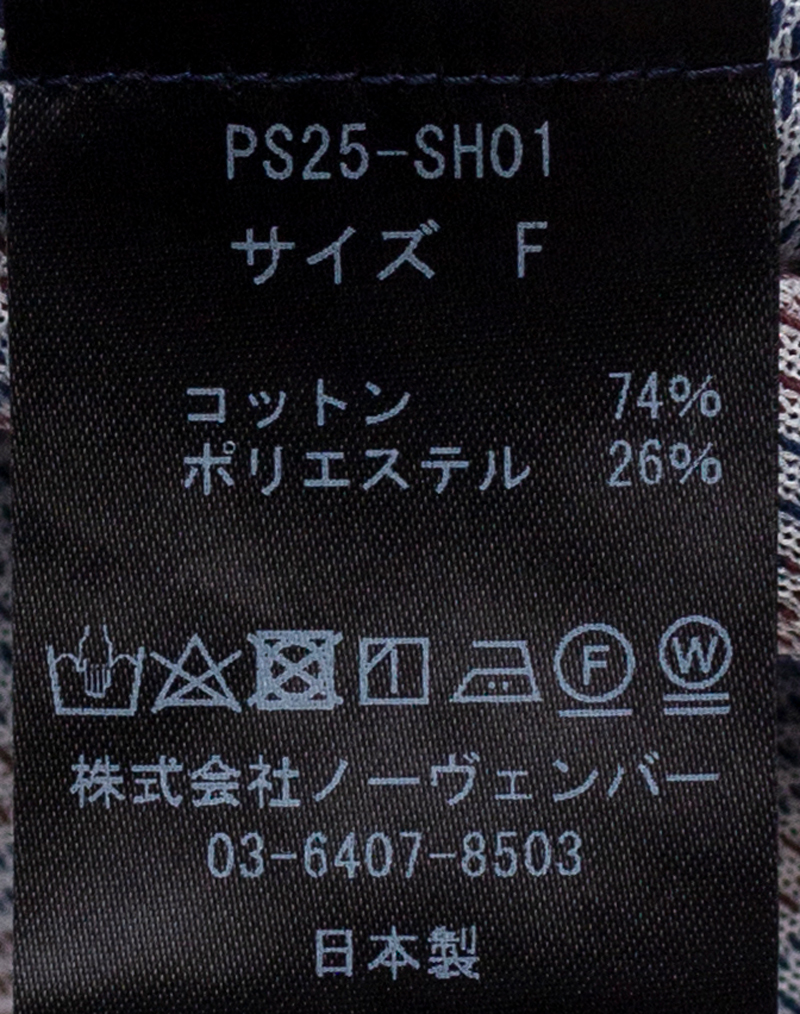 PS25-SH01
サイズ F
コットン 74%
ポリエステル 26%
F W
株式会社ノーヴェンバー
03-6407-8503
日本製